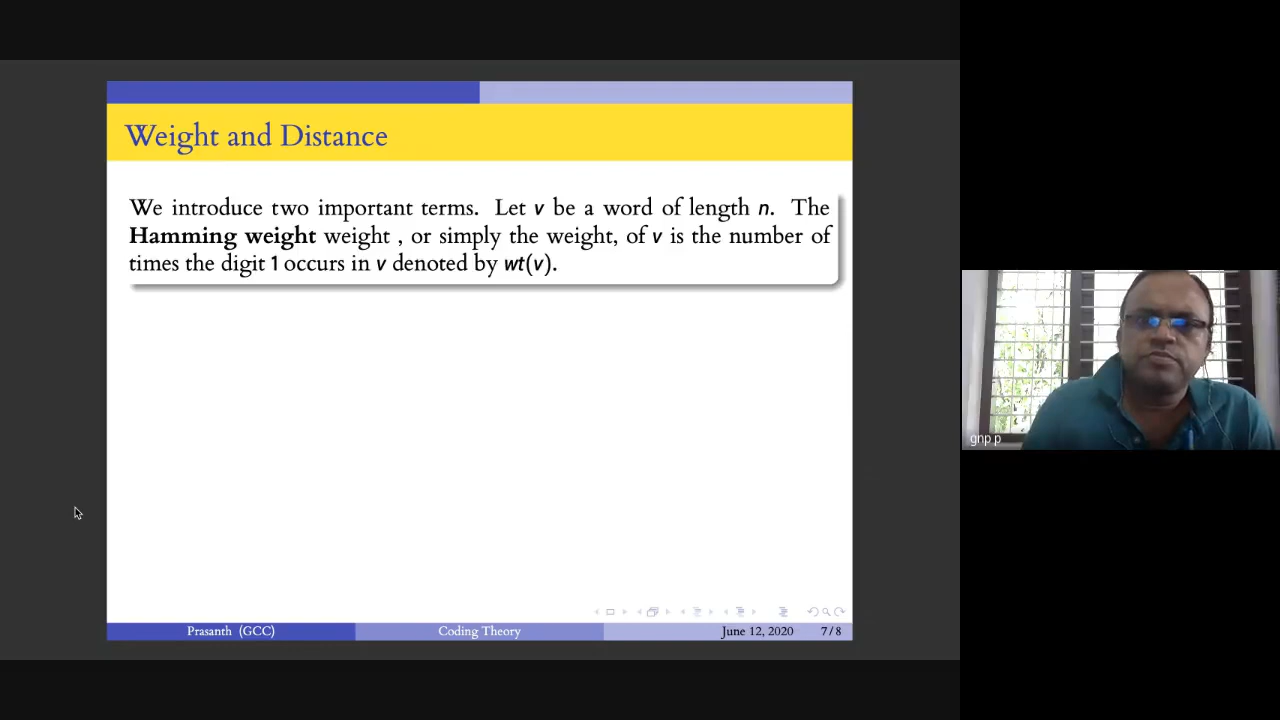 Weight and Distance
We introduce two important terms. Let v be a word of length n. The
Hamming weight weight , or simply the weight, of v is the number of
times the digit 1 occurs in v denoted by wt(v).
gnp p
Prasanth (GCC) Coding Theory June 12, 2020 7 / 8